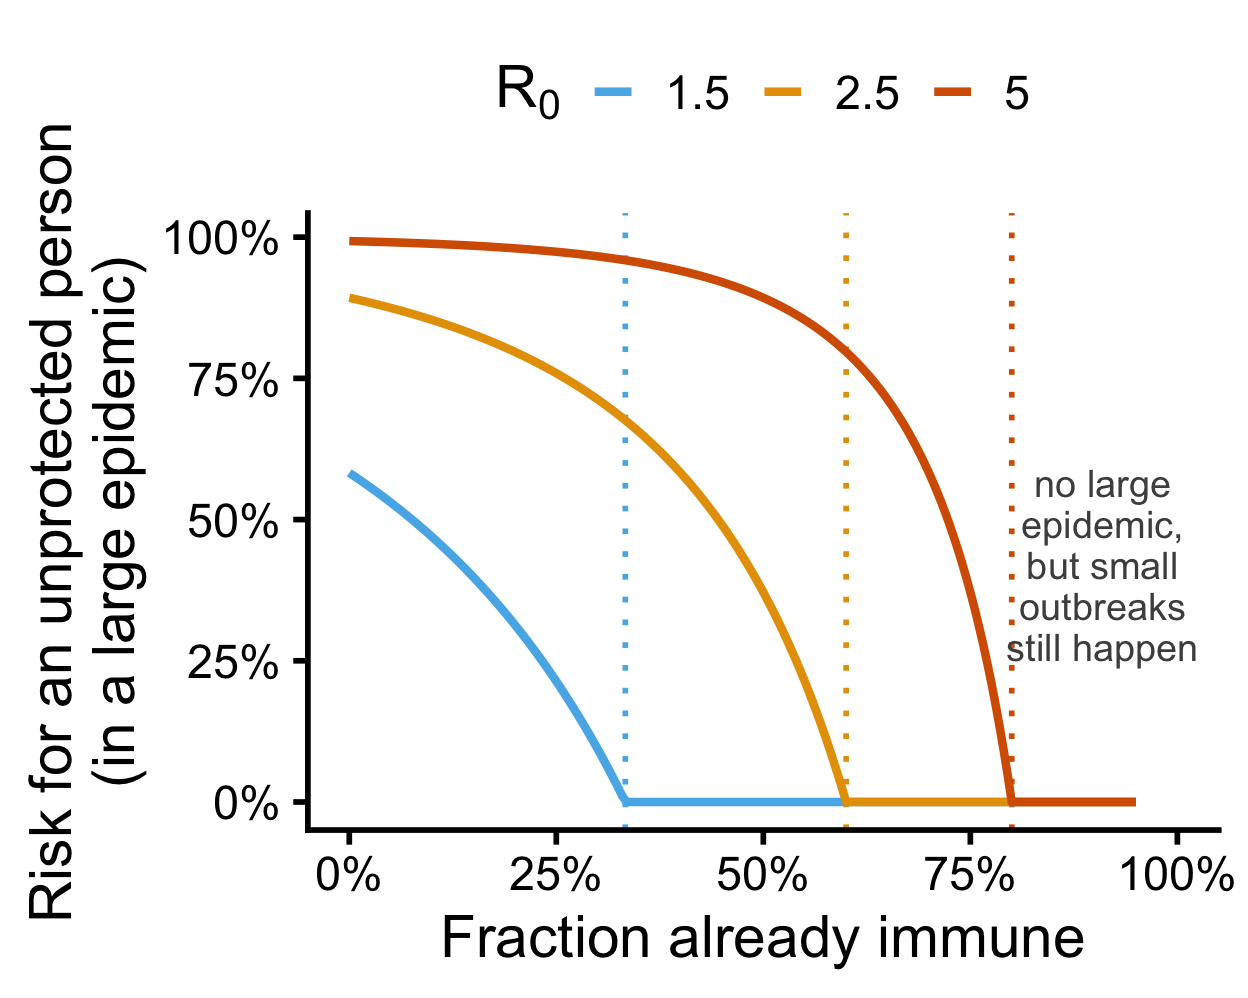 R₀ 1.5 2.5 5
Risk for an unprotected person
(in a large epidemic)
100%
75%
50%
25%
0%
no large
epidemic,
but small
outbreaks
still happen
0% 25% 50% 75% 100%
Fraction already immune